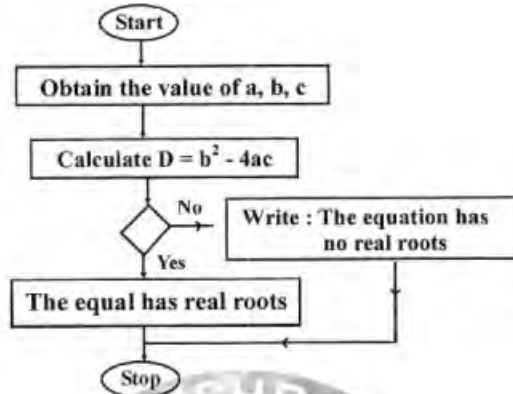 Start
Obtain the value of a, b, c
Calculate D = b² - 4ac
No
Write : The equation has
no real roots
Yes
The equal has real roots
Stop